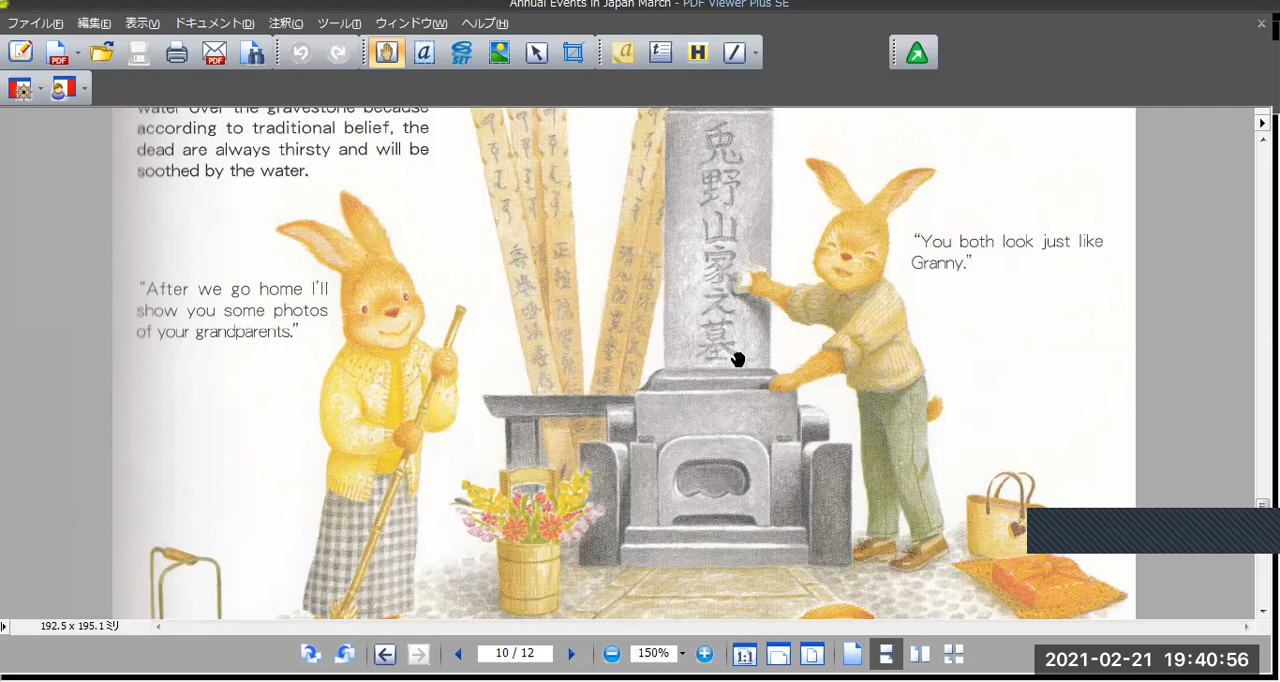 Annual Events in Japan March - PDF Viewer Plus SE
ファイル(F) 編集(E) 表示(V) ドキュメント(D) 注釈(C) ツール(T) ウィンドウ(W) ヘルプ(H)
water over the gravestone because
according to traditional belief, the
dead are always thirsty and will be
soothed by the water.
"After we go home I'll
show you some photos
of your grandparents."
兎野山家之墓
"You both look just like
Granny."
192.5 x 195.1 ミリ
10 / 12
150%
1:1
2021-02-21 19:40:56